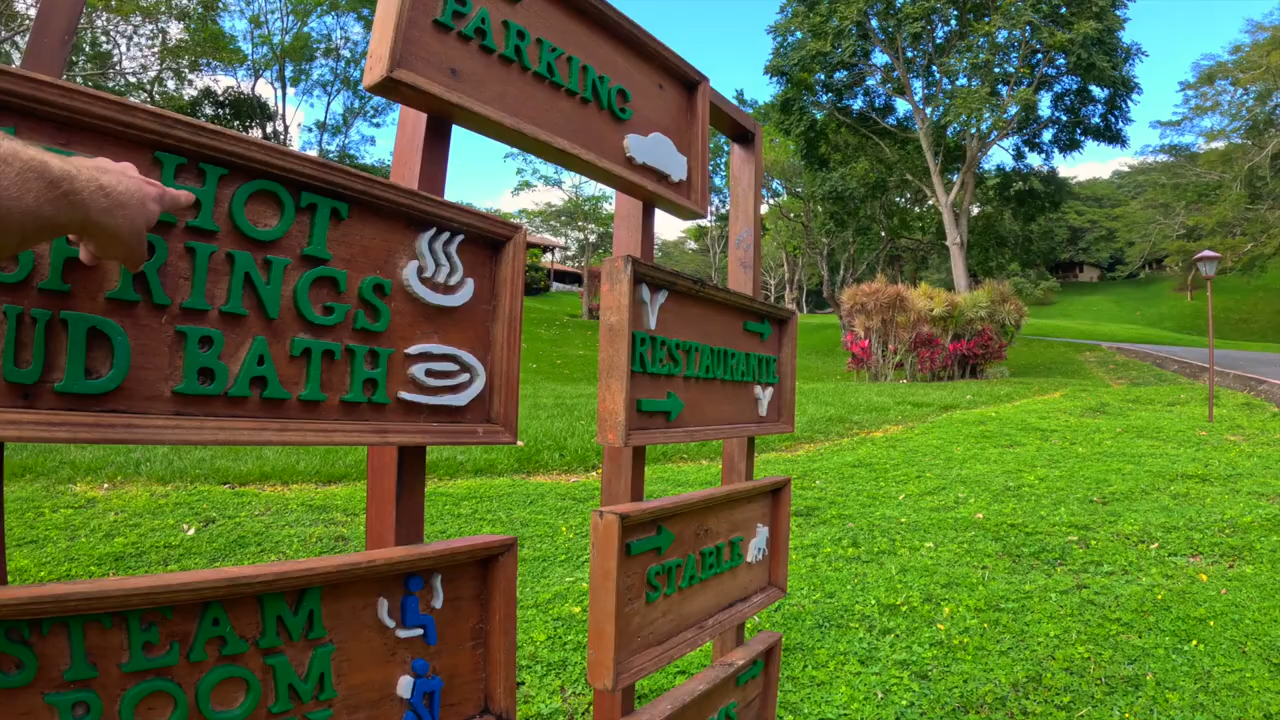 PARKING
HOT
SPRINGS
UD BATH
RESTAURANTE
STABLE
STEAM
ROOM